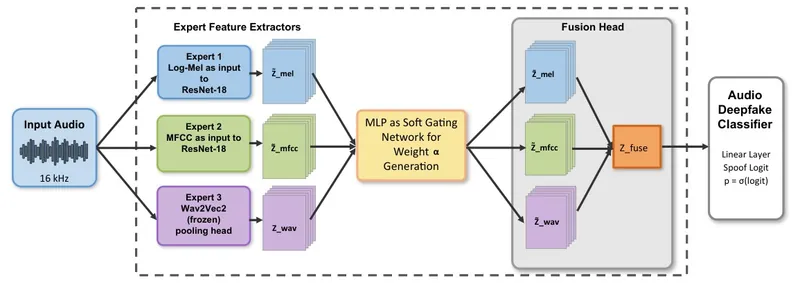 Expert Feature Extractors
Fusion Head
Input Audio
16 kHz
Expert 1
Log-Mel as input
to
ResNet-18
Expert 2
MFCC as input to
ResNet-18
Expert 3
Wav2Vec2
(frozen)
pooling head
z̃_mel
z̃_mfcc
z_wav
MLP as Soft Gating
Network for
Weight α
Generation
z̃_mel
z̃_mfcc
z̃_wav
Z_fuse
Audio
Deepfake
Classifier
Linear Layer
Spoof Logit
p = σ(logit)